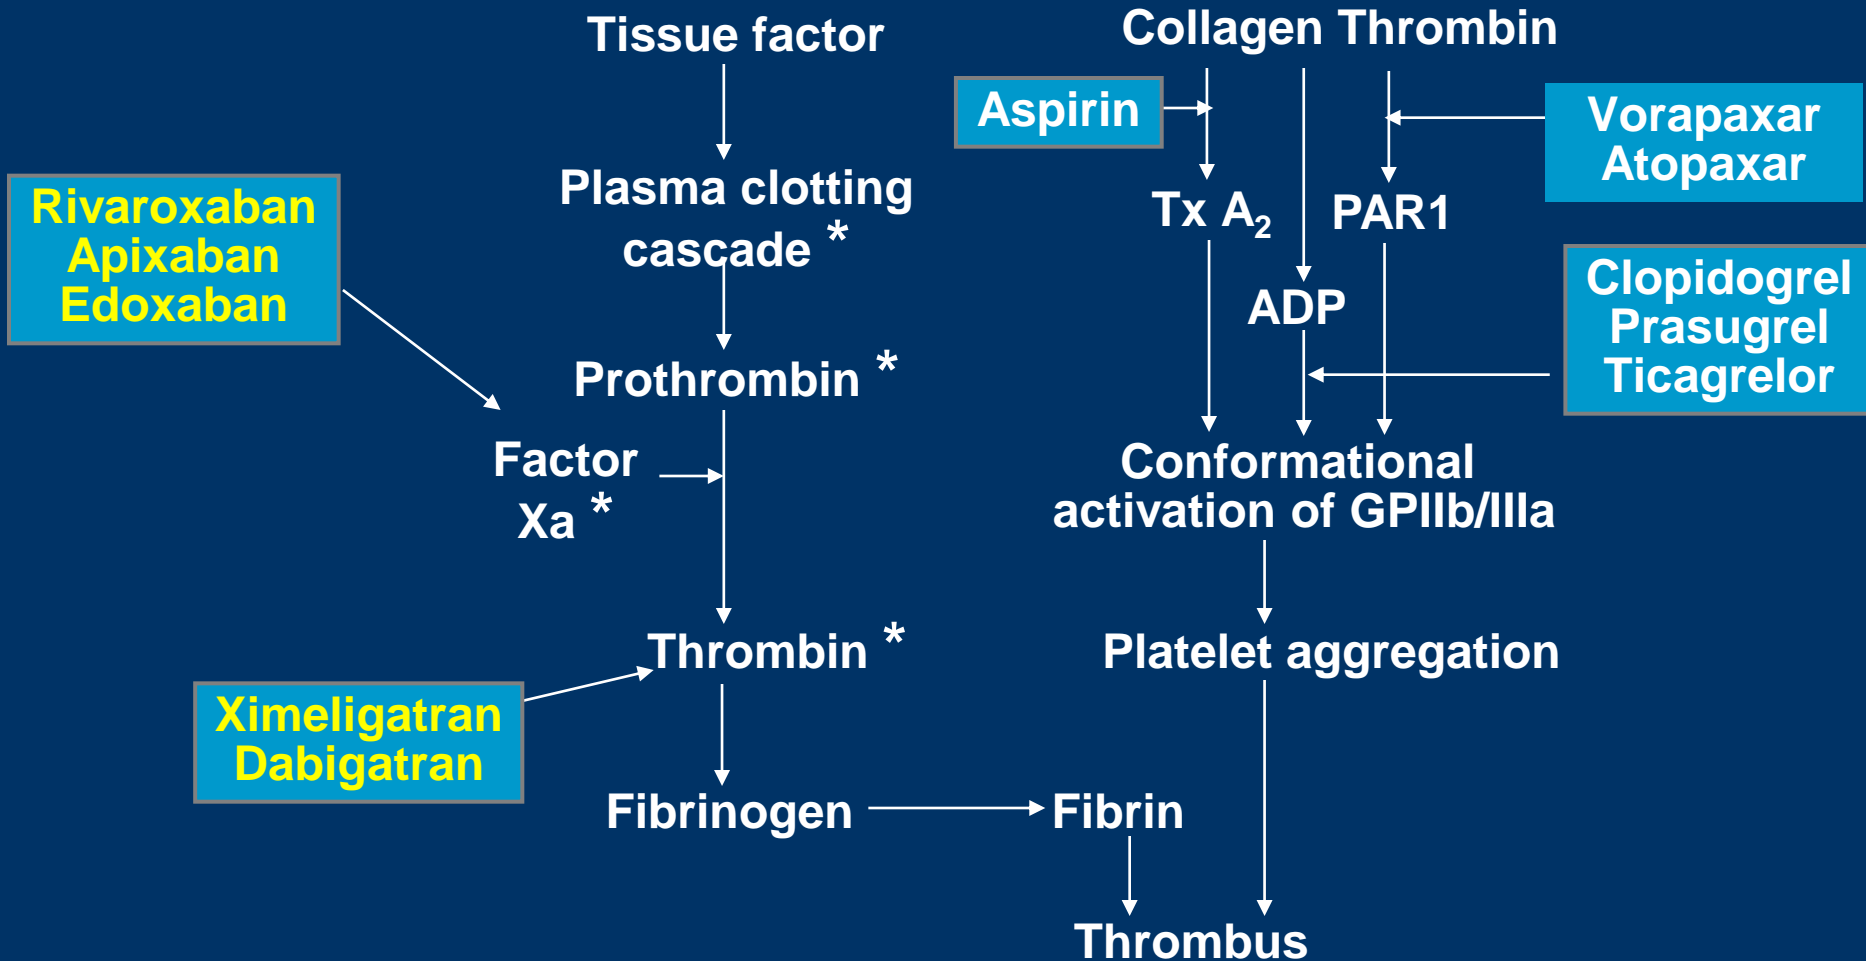 Tissue factor
Collagen Thrombin
Aspirin
Vorapaxar
Atopaxar
Rivaroxaban
Apixaban
Edoxaban
Plasma clotting
cascade *
Tx A₂
PAR1
ADP
Clopidogrel
Prasugrel
Ticagrelor
Prothrombin *
Factor
Xa *
Conformational
activation of GPIIb/IIIa
Thrombin *
Platelet aggregation
Ximeligatran
Dabigatran
Fibrinogen
Fibrin
Thrombus